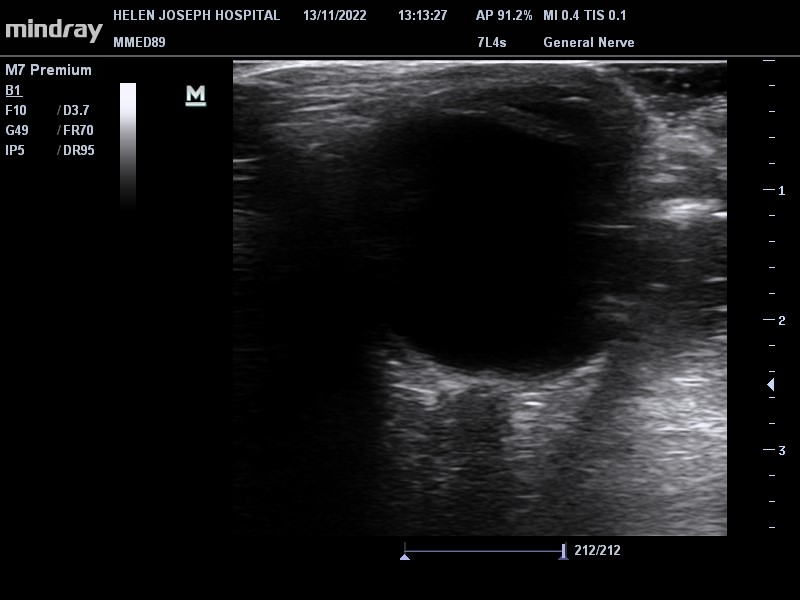 mindray
HELEN JOSEPH HOSPITAL 13/11/2022 13:13:27 AP 91.2% MI 0.4 TIS 0.1
MMED89 7L4s General Nerve
M7 Premium
B1
F10 / D3.7
G49 / FR70
IP5 / DR95
M
1
2
3
212/212